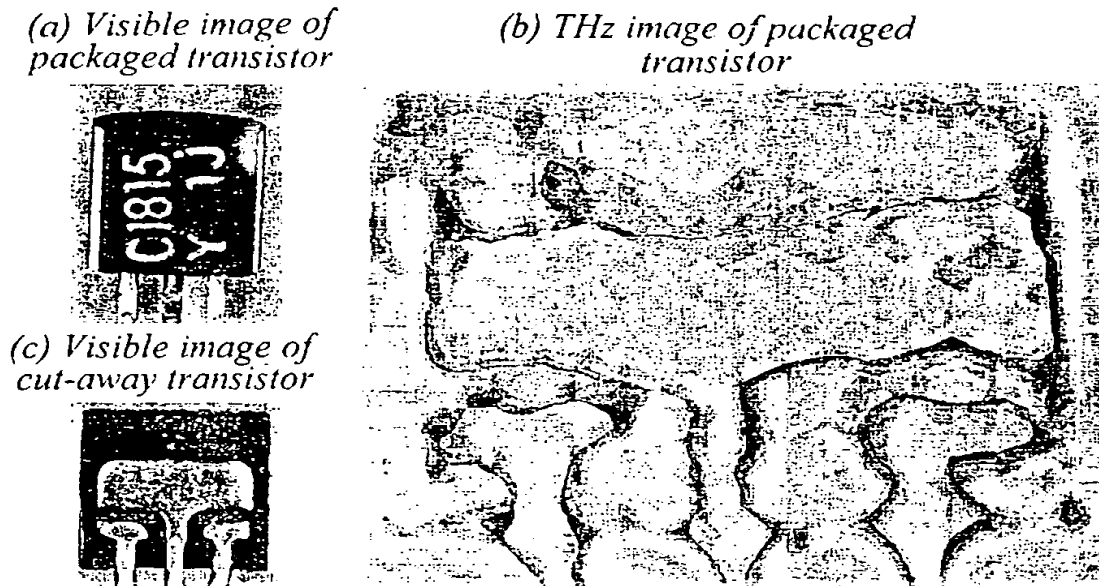 (a) Visible image of
packaged transistor
(b) THz image of packaged
transistor
C1815
Y 1J
(c) Visible image of
cut-away transistor